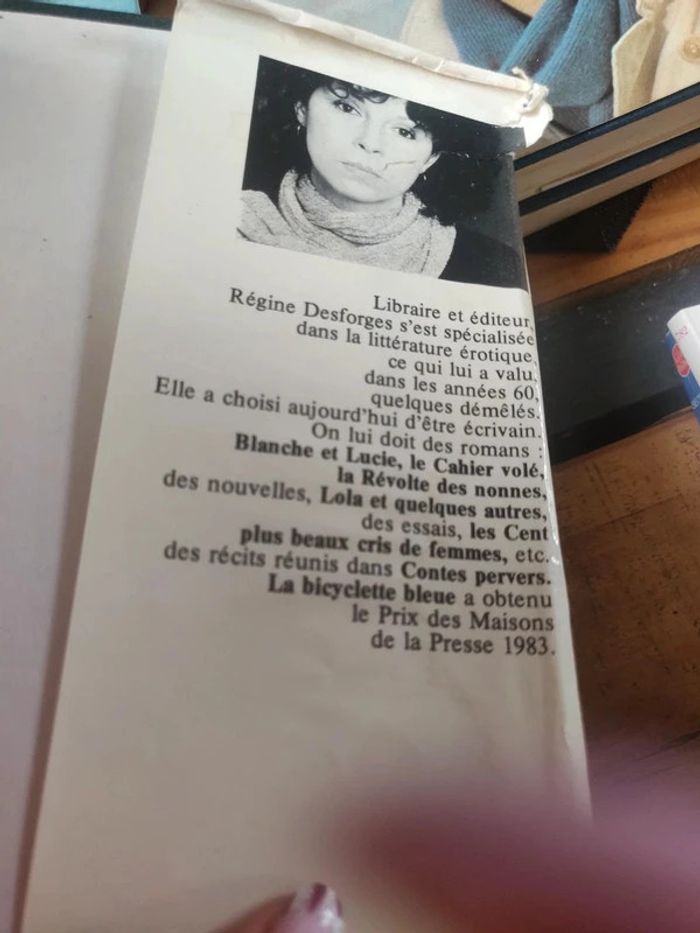 Libraire et éditeur,
Régine Desforges s'est spécialisée
dans la littérature érotique,
ce qui lui a valu,
dans les années 60,
quelques démêlés.
Elle a choisi aujourd'hui d'être écrivain.
On lui doit des romans :
Blanche et Lucie, le Cahier volé,
la Révolte des nonnes,
des nouvelles, Lola et quelques autres,
des essais, les Cent
plus beaux cris de femmes, etc.
des récits réunis dans Contes pervers.
La bicyclette bleue a obtenu
le Prix des Maisons
de la Presse 1983.